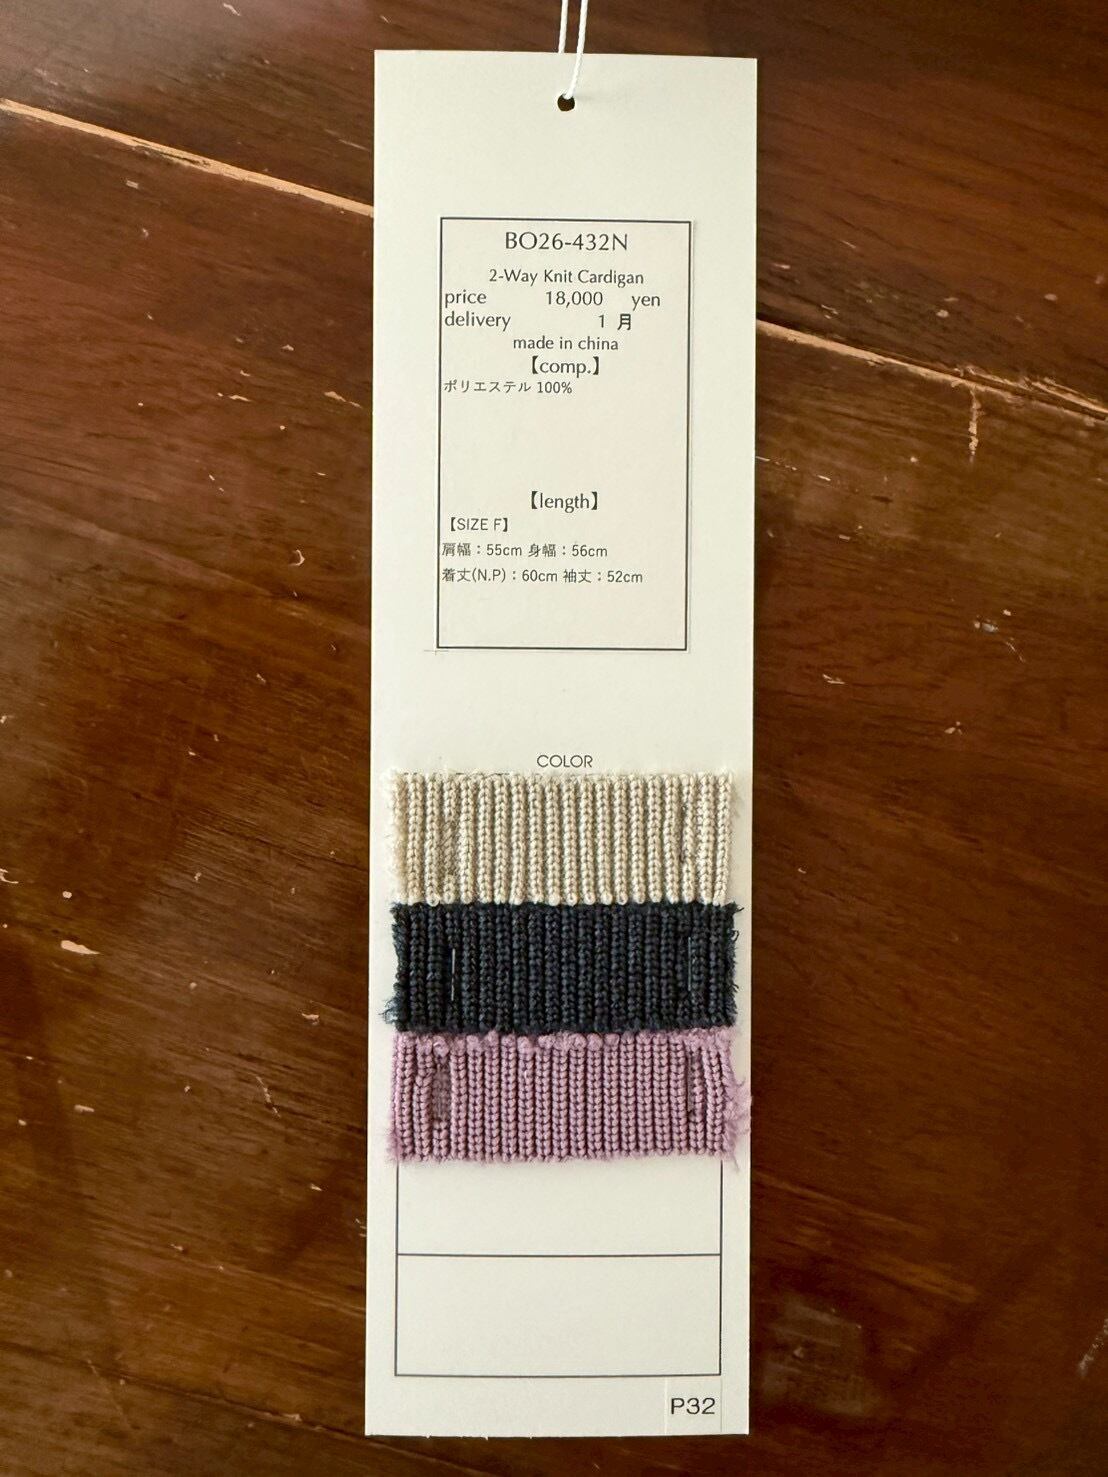 BO26-432N
2-Way Knit Cardigan
price 18,000 yen
delivery 1 月
made in china
【comp.】
ポリエステル 100%
【length】
【SIZE F】
肩幅：55cm 身幅：56cm
着丈(N.P)：60cm 袖丈：52cm
COLOR
P32